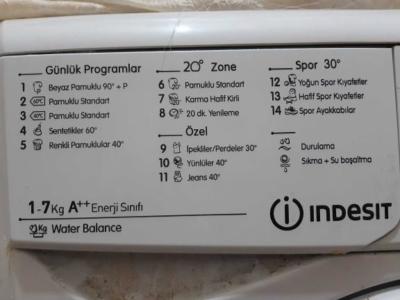 Günlük Programlar
1 Beyaz Pamuklu 90° + P
2 60°C Pamuklu Standart
3 40°C Pamuklu Standart
4 Sentetikler 60°
5 Renkli Pamuklular 40°
20° Zone
6 Pamuklu Standart
7 Karma Hafif Kirli
8 20 dk. Yenileme
Özel
9 İpekliler/Perdeler 30°
10 Yünlüler 40°
11 Jeans 40°
Spor 30°
12 Yoğun Spor Kıyafetler
13 Hafif Spor Kıyafetler
14 Spor Ayakkabılar
Durulama
Sıkma + Su boşaltma
1-7Kg A++ Enerji Sınıfı
Kg Water Balance
indesit